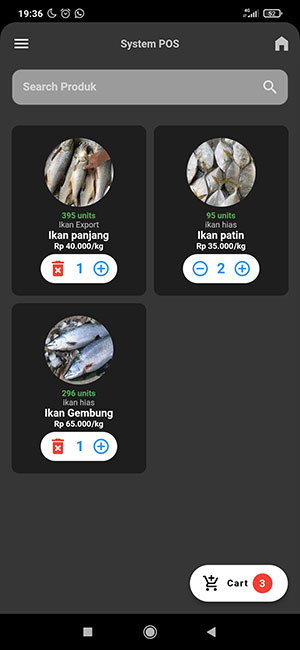 19:36
4G
52
System POS
Search Produk
395 units
Ikan Export
Ikan panjang
Rp 40.000/kg
1
95 units
ikan hias
Ikan patin
Rp 35.000/kg
2
296 units
ikan hias
Ikan Gembung
Rp 65.000/kg
1
Cart 3